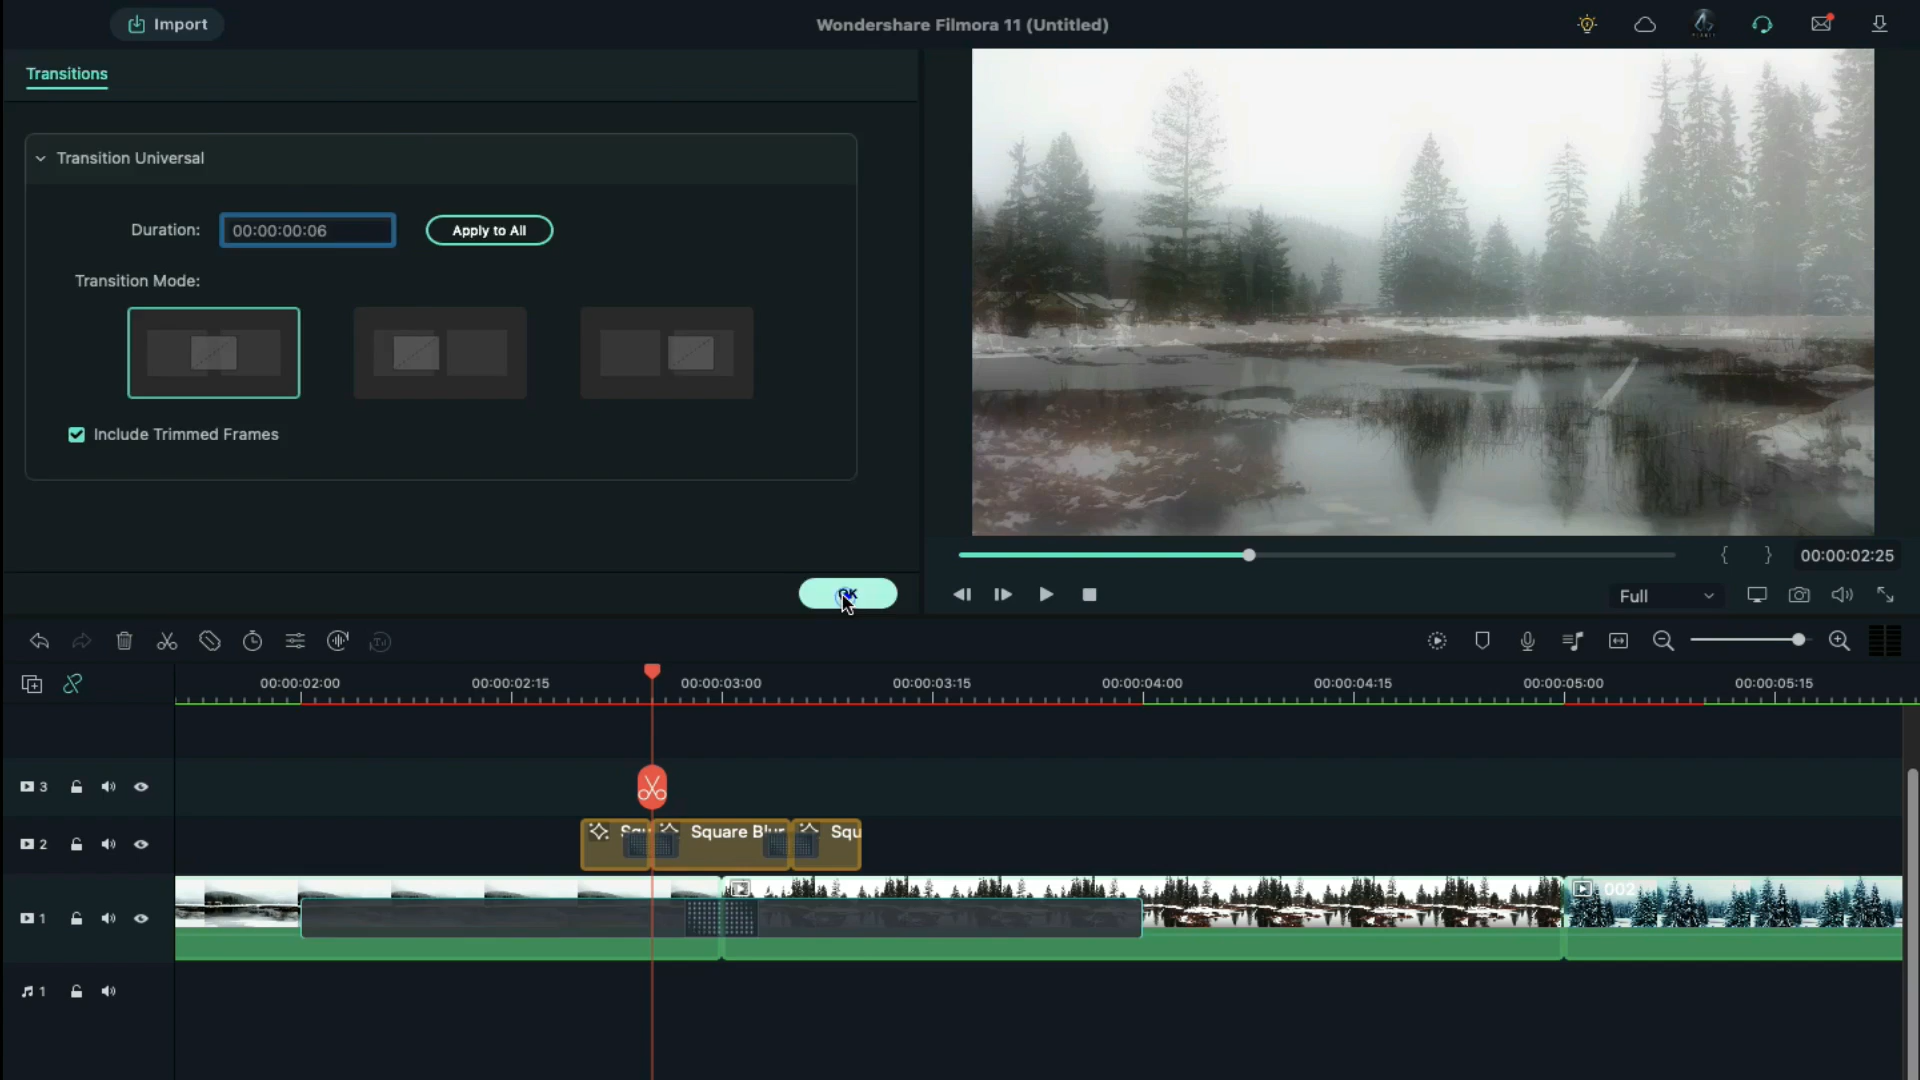 Import
Wondershare Filmora 11 (Untitled)
Transitions
Transition Universal
Duration:
00:00:00:06
Apply to All
Transition Mode:
Include Trimmed Frames
OK
00:00:02:25
Full
00:00:02:00
00:00:02:15
00:00:03:00
00:00:03:15
00:00:04:00
00:00:04:15
00:00:05:00
00:00:05:15
3
2
Squ
Square Blur
Squ
1
002
1